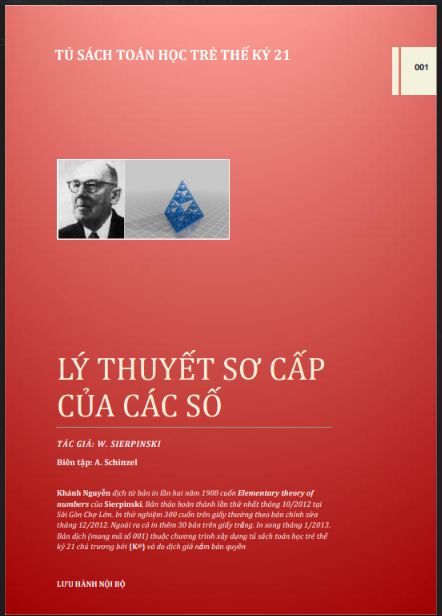 TỦ SÁCH TOÁN HỌC TRẺ THẾ KỶ 21
001
LÝ THUYẾT SƠ CẤP
CỦA CÁC SỐ
TÁC GIẢ: W. SIERPINSKI
Biên tập: A. Schinzel
Khánh Nguyễn dịch từ bản in lần hai năm 1988 cuốn Elementary theory of
numbers của Sierpinski. Bản thảo hoàn thành lần thứ nhất tháng 10/2012 tại
Sài Gòn Chợ Lớn. In thử nghiệm 300 cuốn trên giấy thường theo bản chỉnh sửa
tháng 12/2012. Ngoài ra có in thêm 30 bản trên giấy trắng. In xong tháng 1/2013.
Bản dịch (mang mã số 001) thuộc chương trình xây dựng tủ sách toán học trẻ thế
kỷ 21 chủ trương bởi {K∅} và do dịch giả nắm bản quyền
LƯU HÀNH NỘI BỘ